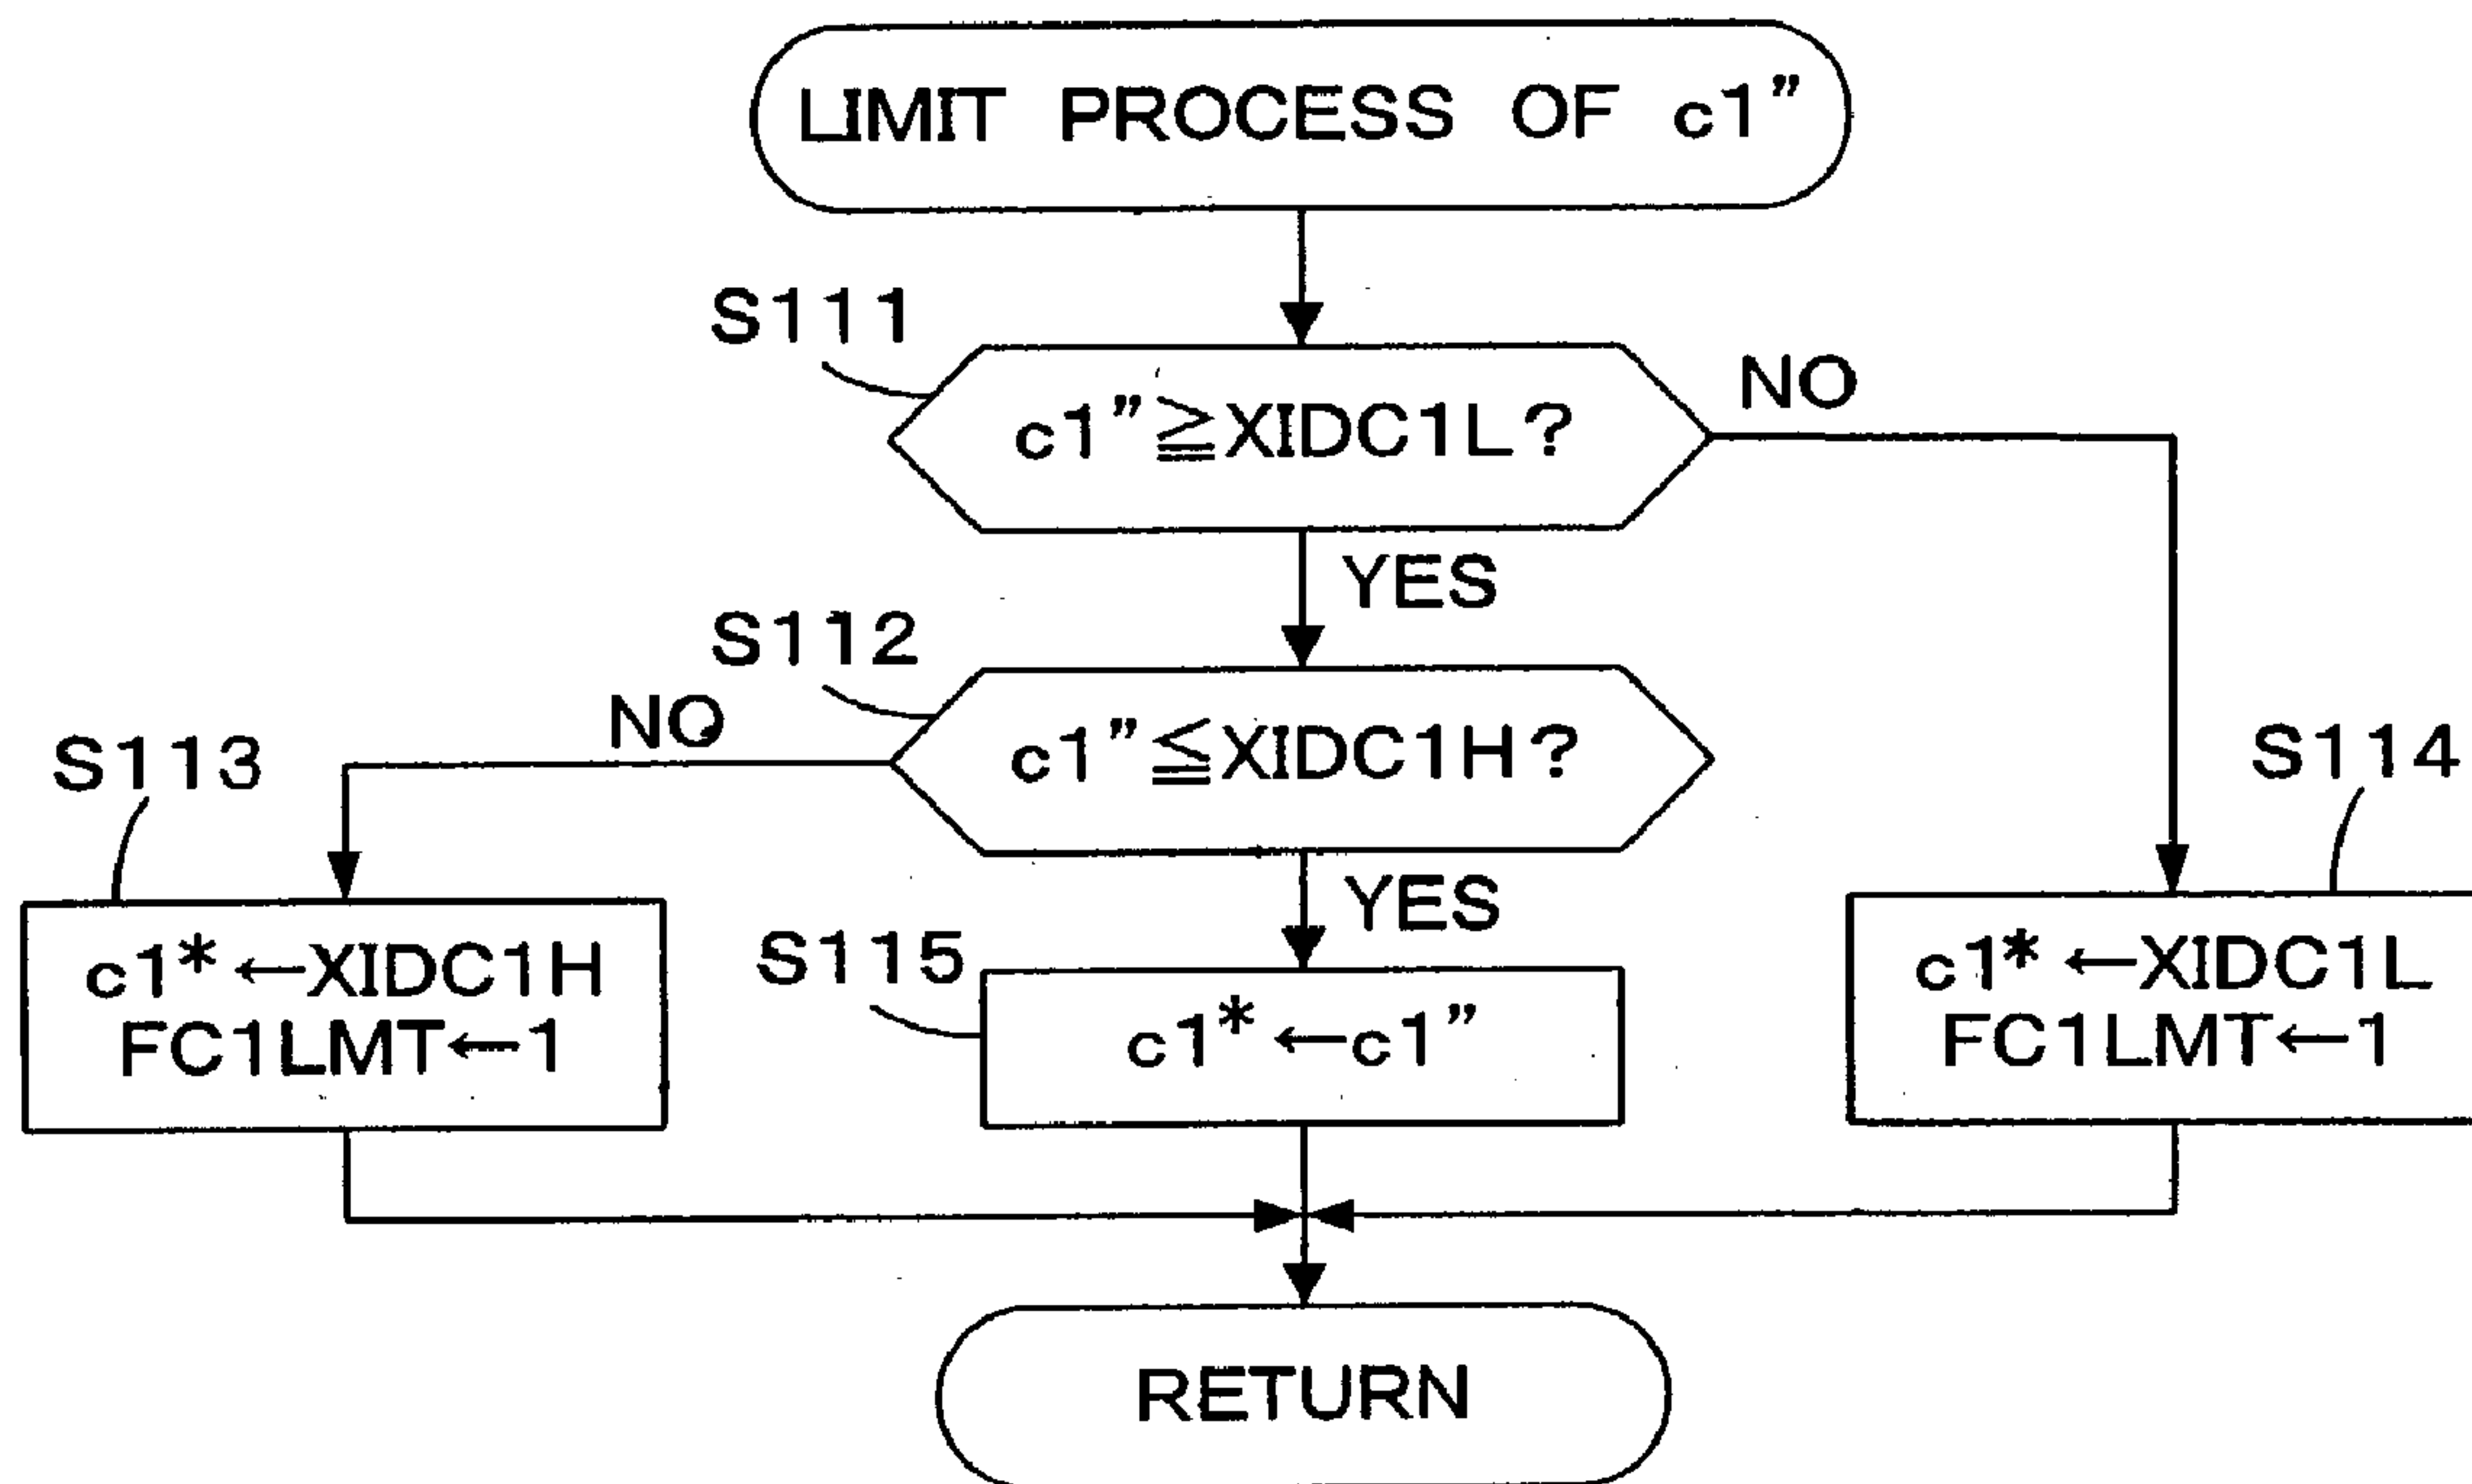 LIMIT PROCESS OF c1”
S111
c1”≧XIDC1L?
NO
YES
S112
c1”≦XIDC1H?
NO
S113
S114
YES
c1*←XIDC1H
FC1LMT←1
S115
c1*←c1”
c1*←XIDC1L
FC1LMT←1
RETURN